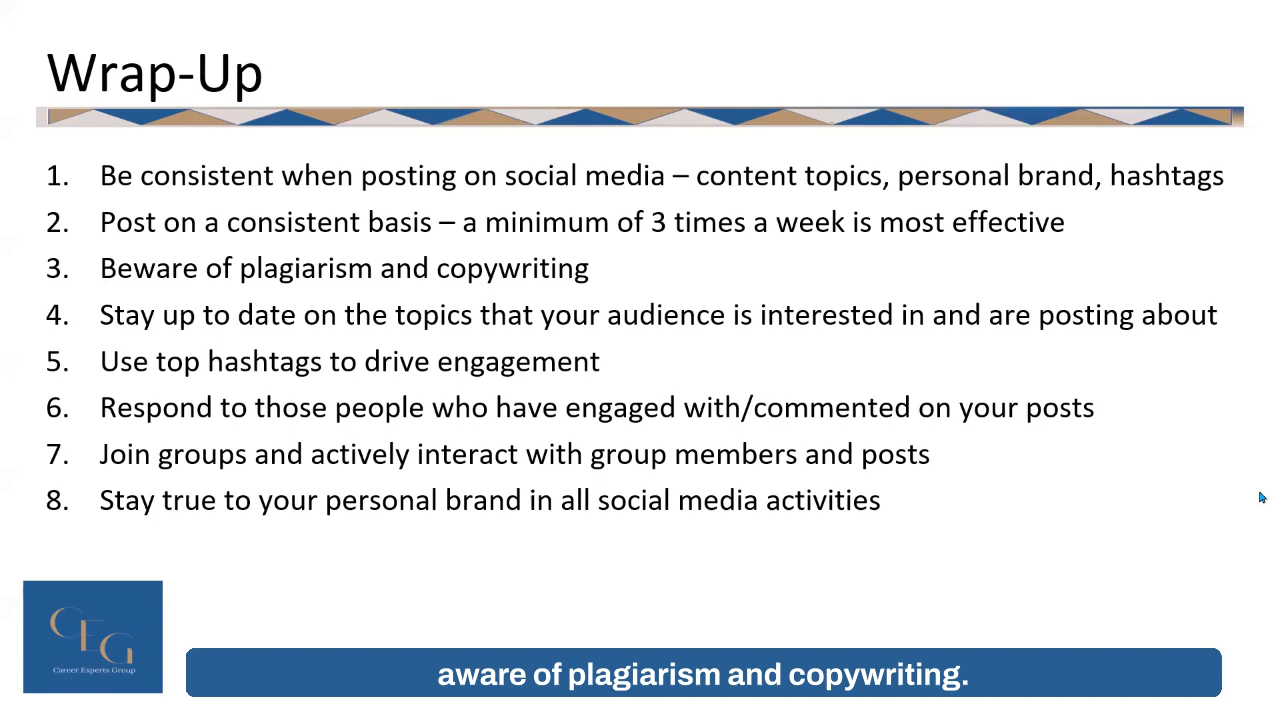 Wrap-Up
1. Be consistent when posting on social media – content topics, personal brand, hashtags
2. Post on a consistent basis – a minimum of 3 times a week is most effective
3. Beware of plagiarism and copywriting
4. Stay up to date on the topics that your audience is interested in and are posting about
5. Use top hashtags to drive engagement
6. Respond to those people who have engaged with/commented on your posts
7. Join groups and actively interact with group members and posts
8. Stay true to your personal brand in all social media activities
CEG
Career Experts Group
aware of plagiarism and copywriting.